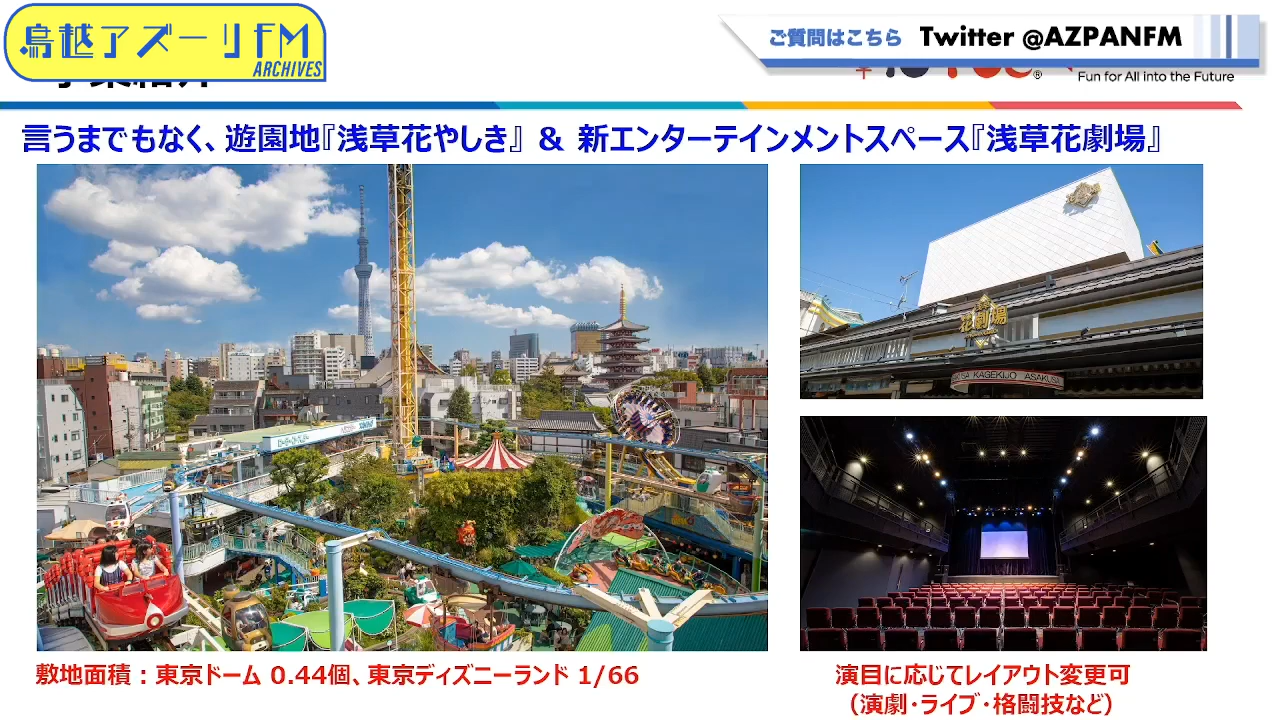 鳥越アズーリFM
ARCHIVES
ご質問はこちら Twitter @AZPANFM
Fun for All into the Future
言うまでもなく、遊園地『浅草花やしき』 & 新エンターテインメントスペース『浅草花劇場』
花劇場
KAGEKIJO ASAKUSA
敷地面積：東京ドーム 0.44個、東京ディズニーランド 1/66
演目に応じてレイアウト変更可
（演劇・ライブ・格闘技など）